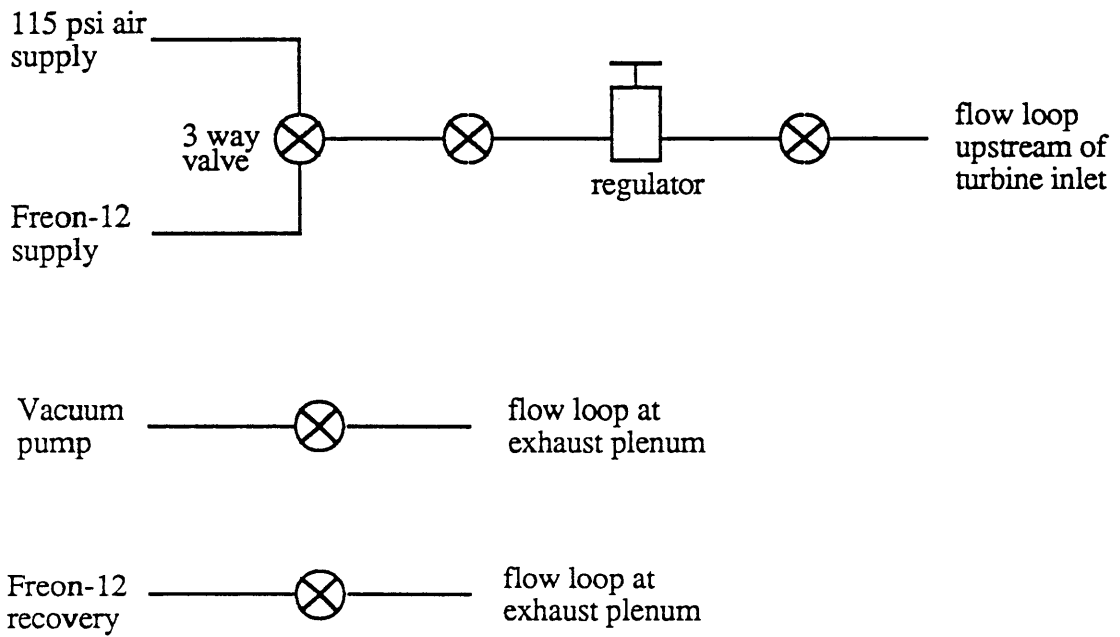 115 psi air
supply
3 way
valve
Freon-12
supply
regulator
flow loop
upstream of
turbine inlet
Vacuum
pump
flow loop at
exhaust plenum
Freon-12
recovery
flow loop at
exhaust plenum